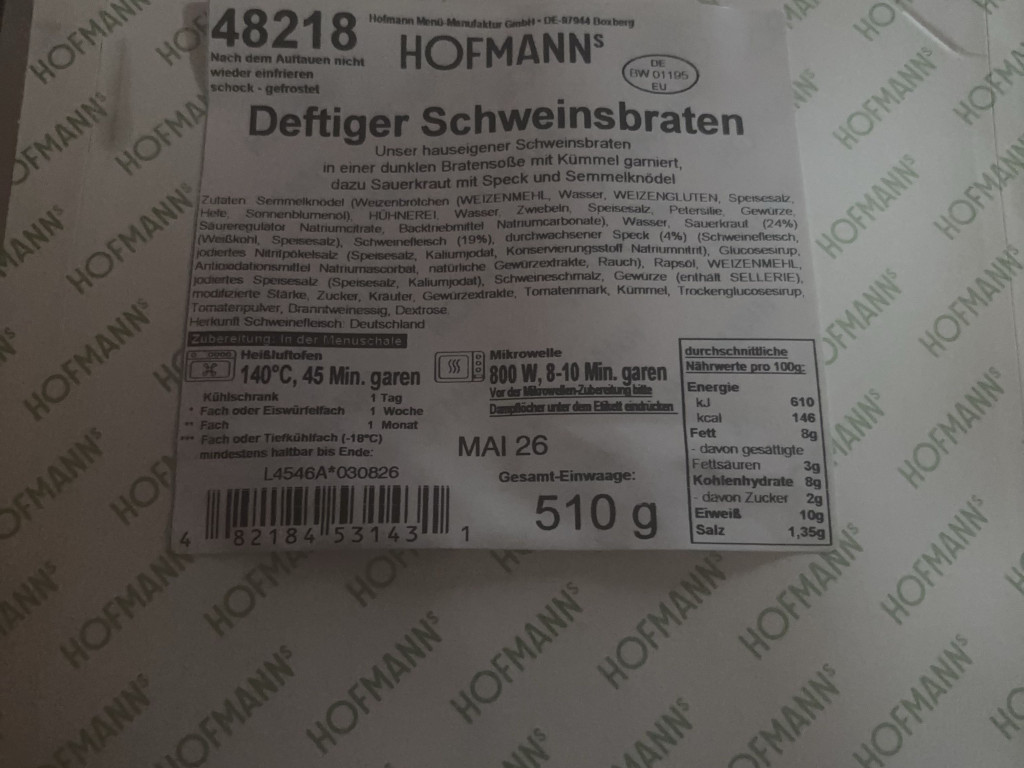 48218
Hofmann Menü-Manufaktur GmbH • DE-97944 Boxberg
HOFMANNS
Nach dem Auftauen nicht
wieder einfrieren
schock - gefrostet
DE
BW 01195
EU
Deftiger Schweinsbraten
Unser hauseigener Schweinsbraten
in einer dunklen Bratensoße mit Kümmel garniert,
dazu Sauerkraut mit Speck und Semmelknödel
Zutaten Semmelknödel (Weizenbrötchen (WEIZENMEHL, Wasser, WEIZENGLUTEN, Speisesalz,
Hefe, Sonnenblumenöl), HÜHNEREI, Wasser, Zwiebeln, Speisesalz, Petersilie, Gewürze,
Säureregulator Natriumcitrate, Backtriebmittel Natriumcarbonate), Wasser, Sauerkraut (24%)
(Weißkohl, Speisesalz), Schweinefleisch (19%), durchwachsener Speck (4%) (Schweinefleisch,
jodiertes Nitritpökelsalz (Speisesalz, Kaliumjodat, Konservierungsstoff Natriumnitrit), Glucosesirup,
Antioxidationsmittel Natriumascorbat, natürliche Gewürzextrakte, Rauch), Rapsöl, WEIZENMEHL,
jodiertes Speisesalz (Speisesalz, Kaliumjodat), Schweineschmalz, Gewürze (enthält SELLERIE),
modifizierte Stärke, Zucker, Kräuter, Gewürzextrakte, Tomatenmark, Kümmel, Trockenglucosesirup,
Tomatenpulver, Branntweinessig, Dextrose.
Herkunft Schweinefleisch: Deutschland
Zubereitung: In der Menüschale
Heißluftofen
140°C, 45 Min. garen
Mikrowelle
800 W, 8-10 Min. garen
Vor der Mikrowellen-Zubereitung bitte
Dampflöcher unter dem Etikett eindrücken
Kühlschrank 1 Tag
* Fach oder Eiswürfelfach 1 Woche
** Fach 1 Monat
*** Fach oder Tiefkühlfach (-18°C)
mindestens haltbar bis Ende:
MAI 26
L4546A*030826
4 82184 53143 1
Gesamt-Einwaage:
510 g
durchschnittliche
Nährwerte pro 100g:
Energie
kJ 610
kcal 146
Fett 8g
- davon gesättigte
Fettsäuren 3g
Kohlenhydrate 8g
- davon Zucker 2g
Eiweiß 10g
Salz 1,35g